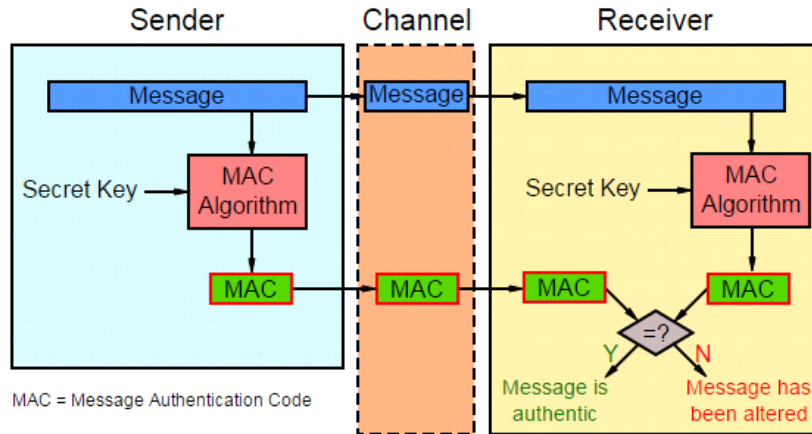 Sender
Channel
Receiver
Message
Message
Message
Secret Key
MAC
Algorithm
Secret Key
MAC
Algorithm
MAC
MAC
MAC
MAC
=?
Y
N
Message is
authentic
Message has
been altered
MAC = Message Authentication Code